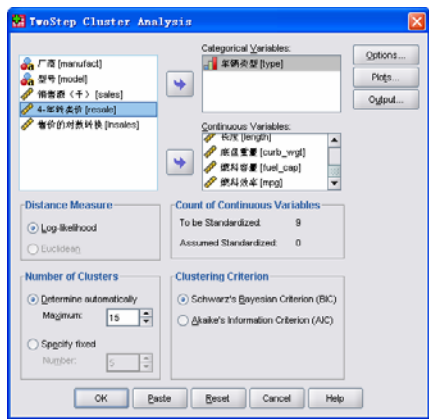 TwoStep Cluster Analysis
厂商 [manufact]
型号 [model]
销售额（千）[sales]
4-年转卖价 [resale]
售价的对数转换 [lnsales]
Categorical Variables:
车辆类型 [type]
Continuous Variables:
长度 [length]
底盘重量 [curb_wgt]
燃料容量 [fuel_cap]
燃料效率 [mpg]
Options...
Plots...
Output...
Distance Measure
Log-likelihood
Euclidean
Count of Continuous Variables
To be Standardized: 9
Assumed Standardized: 0
Number of Clusters
Determine automatically
Maximum: 15
Specify fixed
Number: 5
Clustering Criterion
Schwarz's Bayesian Criterion (BIC)
Akaike's Information Criterion (AIC)
OK Paste Reset Cancel Help